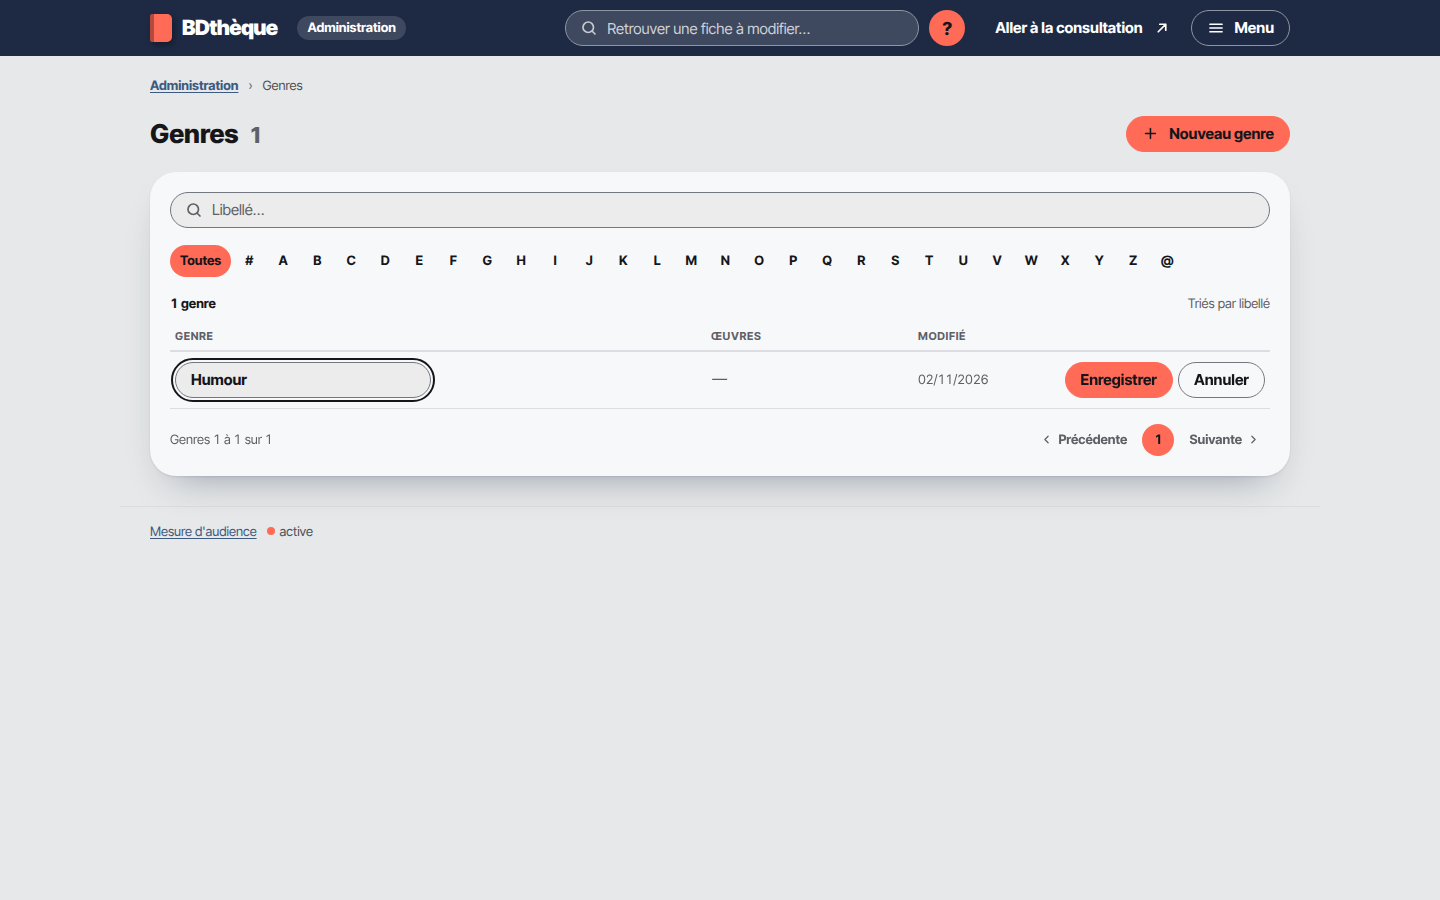 BDthèque Administration Retrouver une fiche à modifier... ? Aller à la consultation Menu
Administration › Genres
Genres 1 Nouveau genre
Libellé...
Toutes # A B C D E F G H I J K L M N O P Q R S T U V W X Y Z @
1 genre Triés par libellé
GENRE ŒUVRES MODIFIÉ
Humour — 02/11/2026 Enregistrer Annuler
Genres 1 à 1 sur 1 Précédente 1 Suivante
Mesure d'audience active